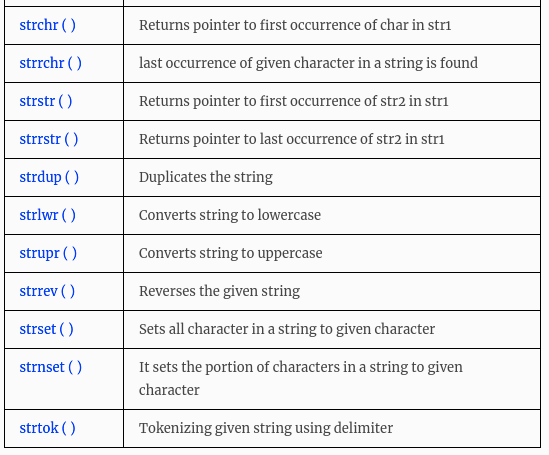 strchr ( ) Returns pointer to first occurrence of char in str1
strrchr ( ) last occurrence of given character in a string is found
strstr ( ) Returns pointer to first occurrence of str2 in str1
strrstr ( ) Returns pointer to last occurrence of str2 in str1
strdup ( ) Duplicates the string
strlwr ( ) Converts string to lowercase
strupr ( ) Converts string to uppercase
strrev ( ) Reverses the given string
strset ( ) Sets all character in a string to given character
strnset ( ) It sets the portion of characters in a string to given
character
strtok ( ) Tokenizing given string using delimiter